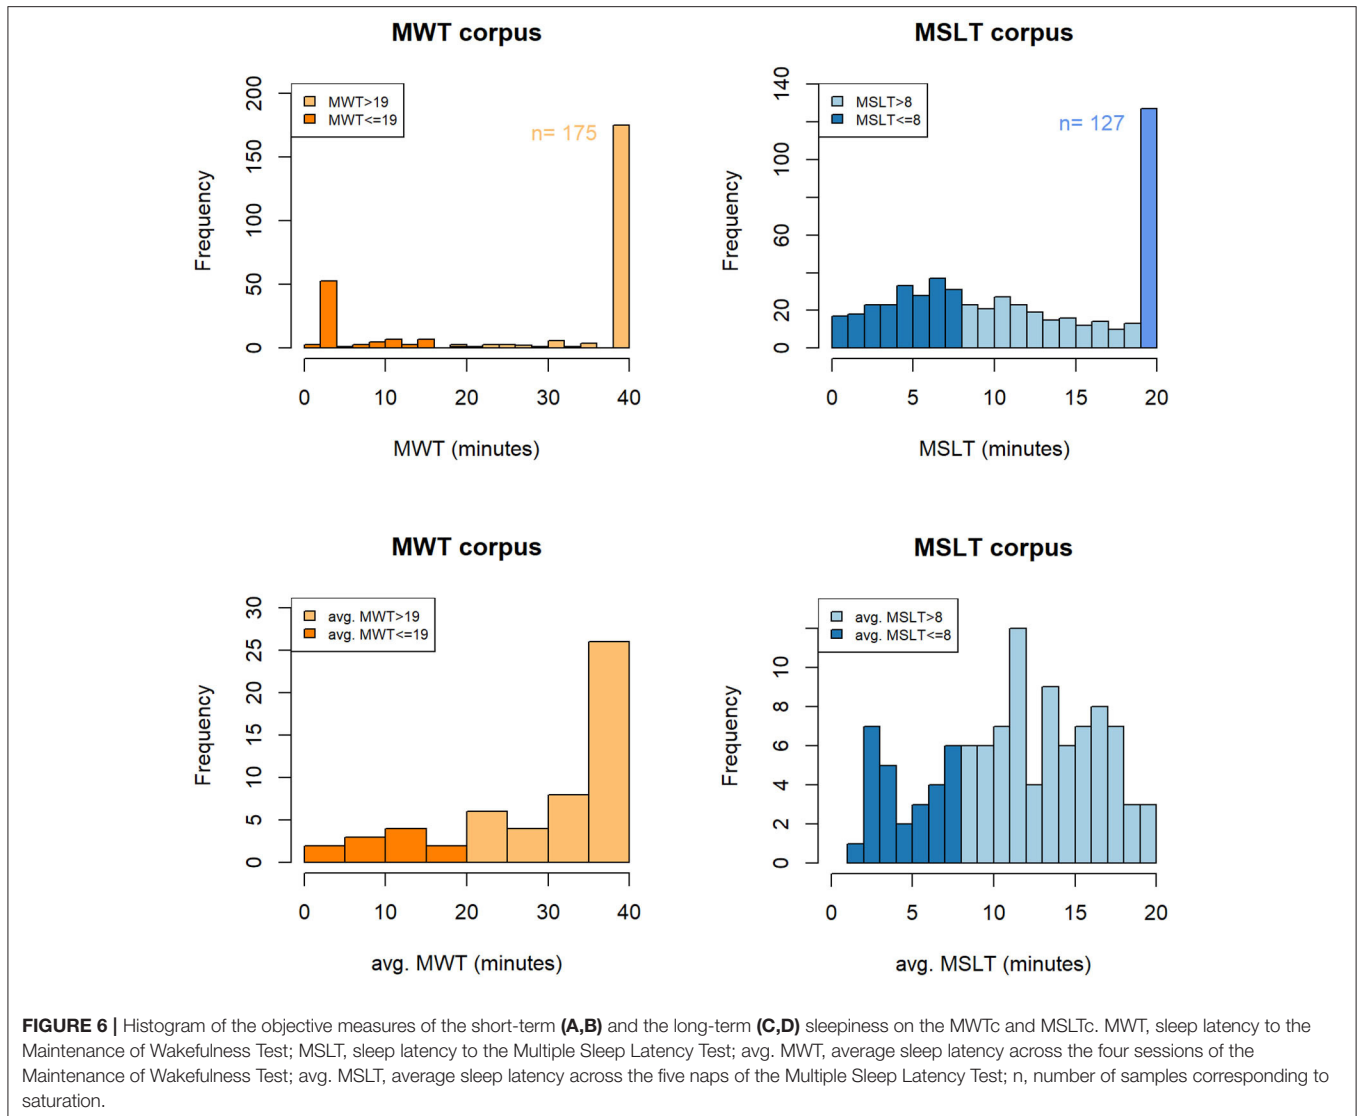 MWT corpus
MWT>19
MWT<=19
n= 175
Frequency
0
50
100
150
200
0 10 20 30 40
MWT (minutes)
MSLT corpus
MSLT>8
MSLT<=8
n= 127
Frequency
0
20
60
100
140
0 5 10 15 20
MSLT (minutes)
MWT corpus
avg. MWT>19
avg. MWT<=19
Frequency
0
5
10
15
20
25
30
0 10 20 30 40
avg. MWT (minutes)
MSLT corpus
avg. MSLT>8
avg. MSLT<=8
Frequency
0
2
4
6
8
10
0 5 10 15 20
avg. MSLT (minutes)
FIGURE 6 | Histogram of the objective measures of the short-term (A,B) and the long-term (C,D) sleepiness on the MWTc and MSLTc. MWT, sleep latency to the
Maintenance of Wakefulness Test; MSLT, sleep latency to the Multiple Sleep Latency Test; avg. MWT, average sleep latency across the four sessions of the
Maintenance of Wakefulness Test; avg. MSLT, average sleep latency across the five naps of the Multiple Sleep Latency Test; n, number of samples corresponding to
saturation.